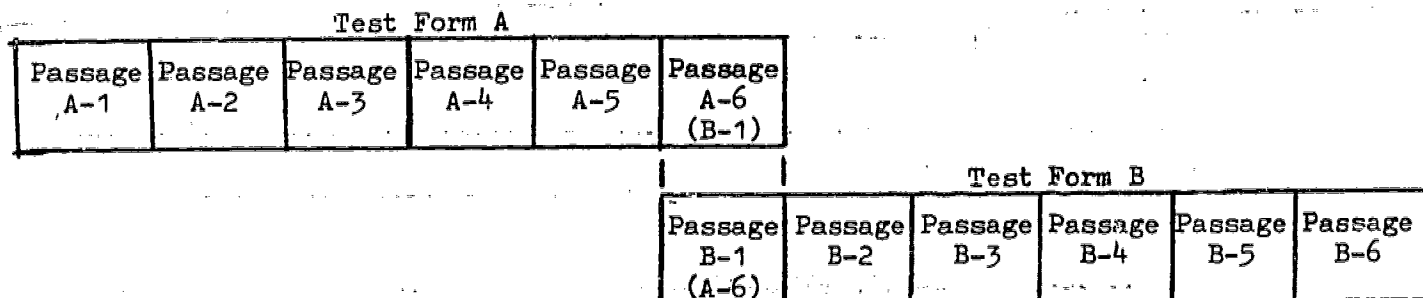 Test Form A
Passage Passage Passage Passage Passage Passage
A-1 A-2 A-3 A-4 A-5 A-6
(B-1)
Test Form B
Passage Passage Passage Passage Passage Passage
B-1 B-2 B-3 B-4 B-5 B-6
(A-6)